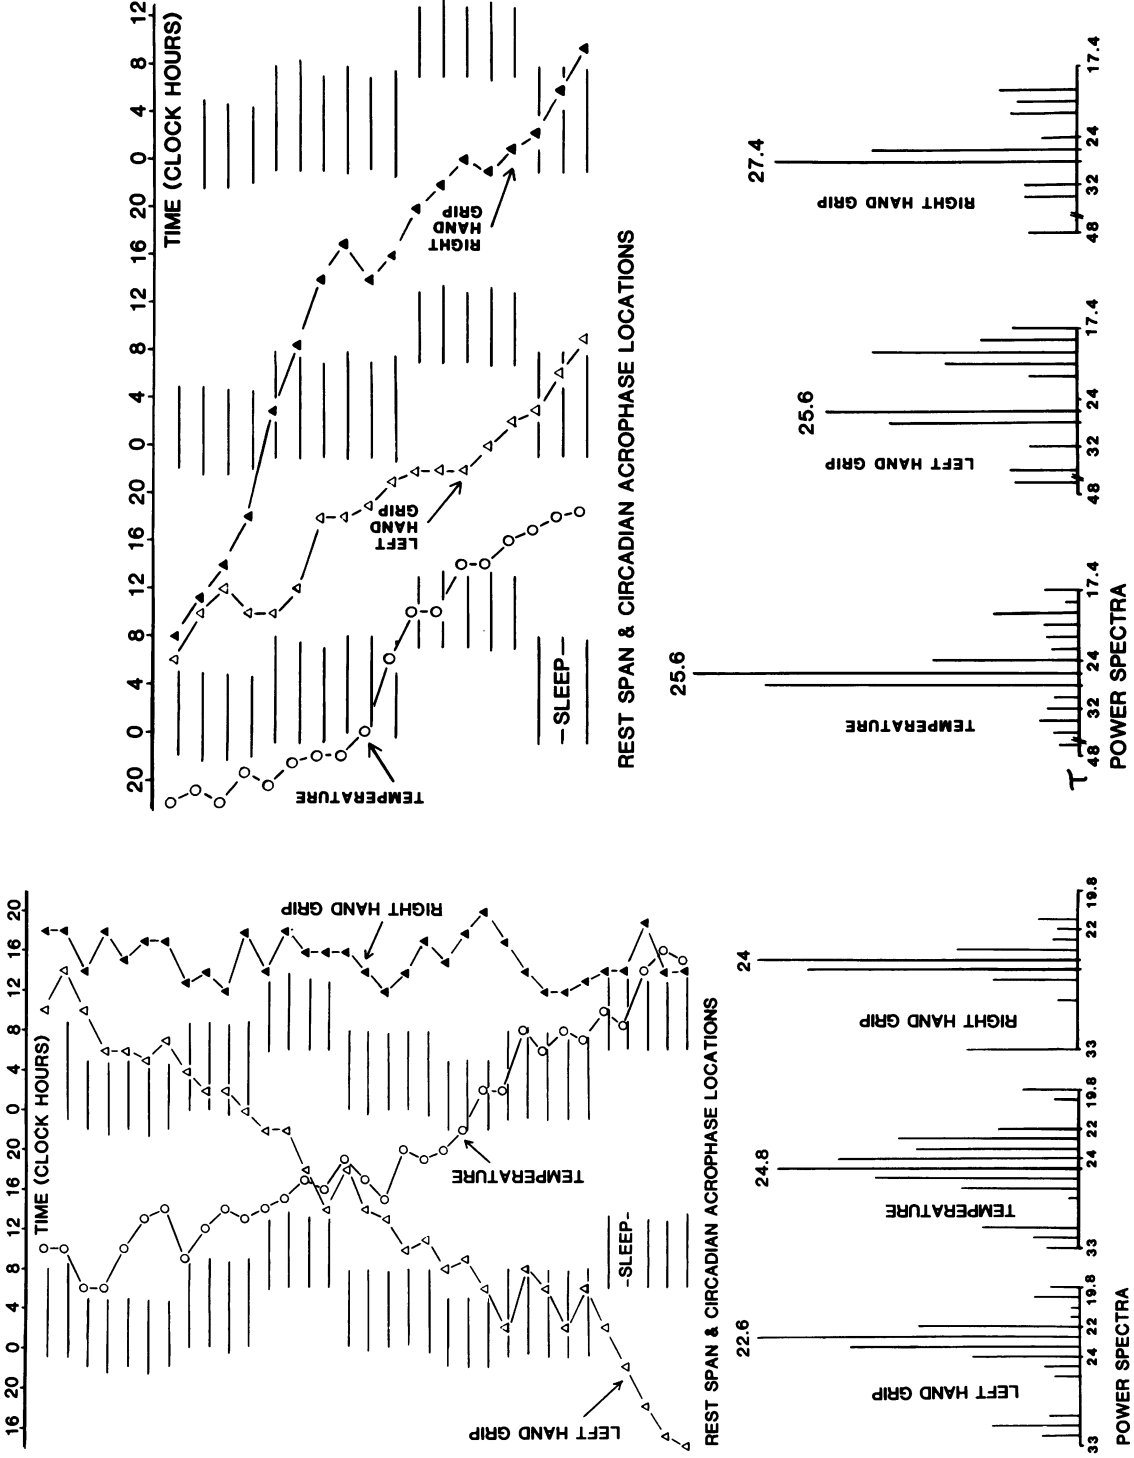 TIME (CLOCK HOURS)
16 20 0 4 8 12 16 20 0 4 8 12 16 20
RIGHT HAND GRIP
TEMPERATURE
LEFT HAND GRIP
-SLEEP-
REST SPAN & CIRCADIAN ACROPHASE LOCATIONS
22.6
LEFT HAND GRIP
33 24 22 19.8
24.8
TEMPERATURE
33 24 22 19.8
24
RIGHT HAND GRIP
33 24 22 19.8
POWER SPECTRA
20 0 4 8 12 16 20 0 4 8 12 16 20 0 4 8 12
TIME (CLOCK HOURS)
TEMPERATURE
LEFT
HAND
GRIP
RIGHT
HAND
GRIP
-SLEEP-
REST SPAN & CIRCADIAN ACROPHASE LOCATIONS
25.6
TEMPERATURE
τ 48 32 24 17.4
25.6
LEFT HAND GRIP
48 32 24 17.4
27.4
RIGHT HAND GRIP
48 32 24 17.4
POWER SPECTRA